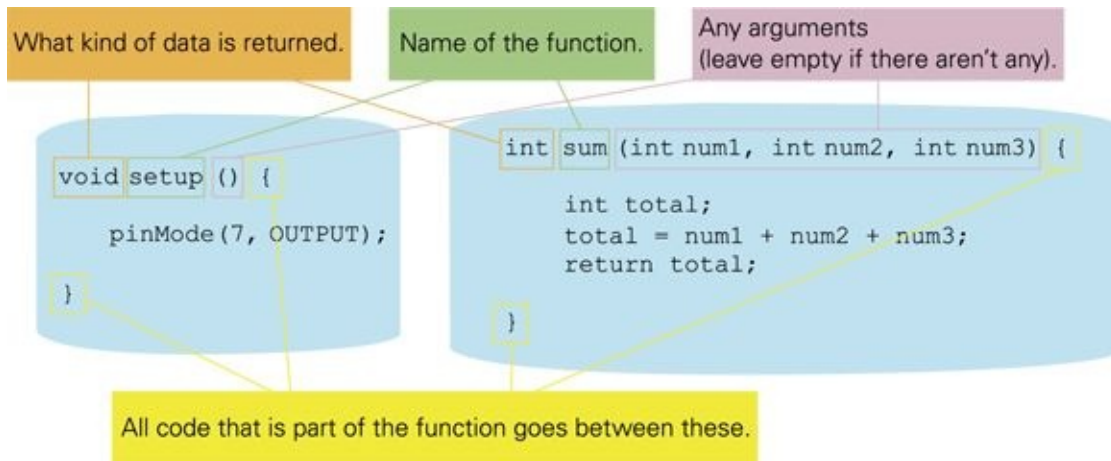 What kind of data is returned.
Name of the function.
Any arguments
(leave empty if there aren't any).
void setup () {
pinMode(7, OUTPUT);
}
int sum (int num1, int num2, int num3) {
int total;
total = num1 + num2 + num3;
return total;
}
All code that is part of the function goes between these.